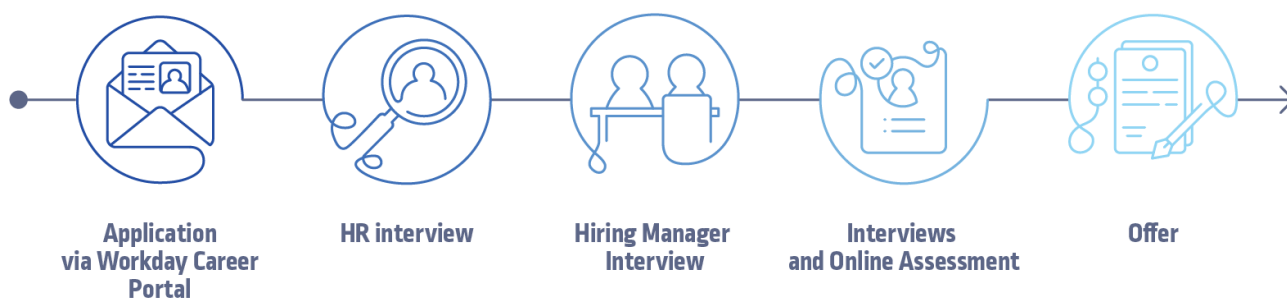 Application
via Workday Career
Portal
HR interview
Hiring Manager
Interview
Interviews
and Online Assessment
Offer